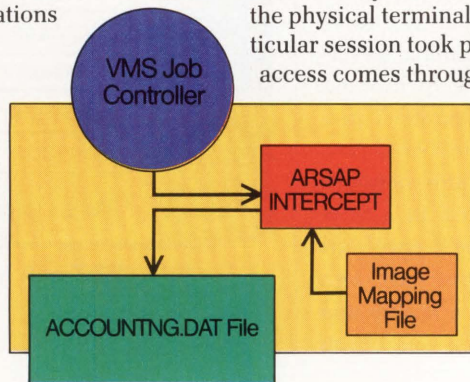 ations
the physical terminal
ticular session took p
access comes throug
VMS Job
Controller
ARSAP
INTERCEPT
Image
Mapping
File
ACCOUNTNG.DAT File